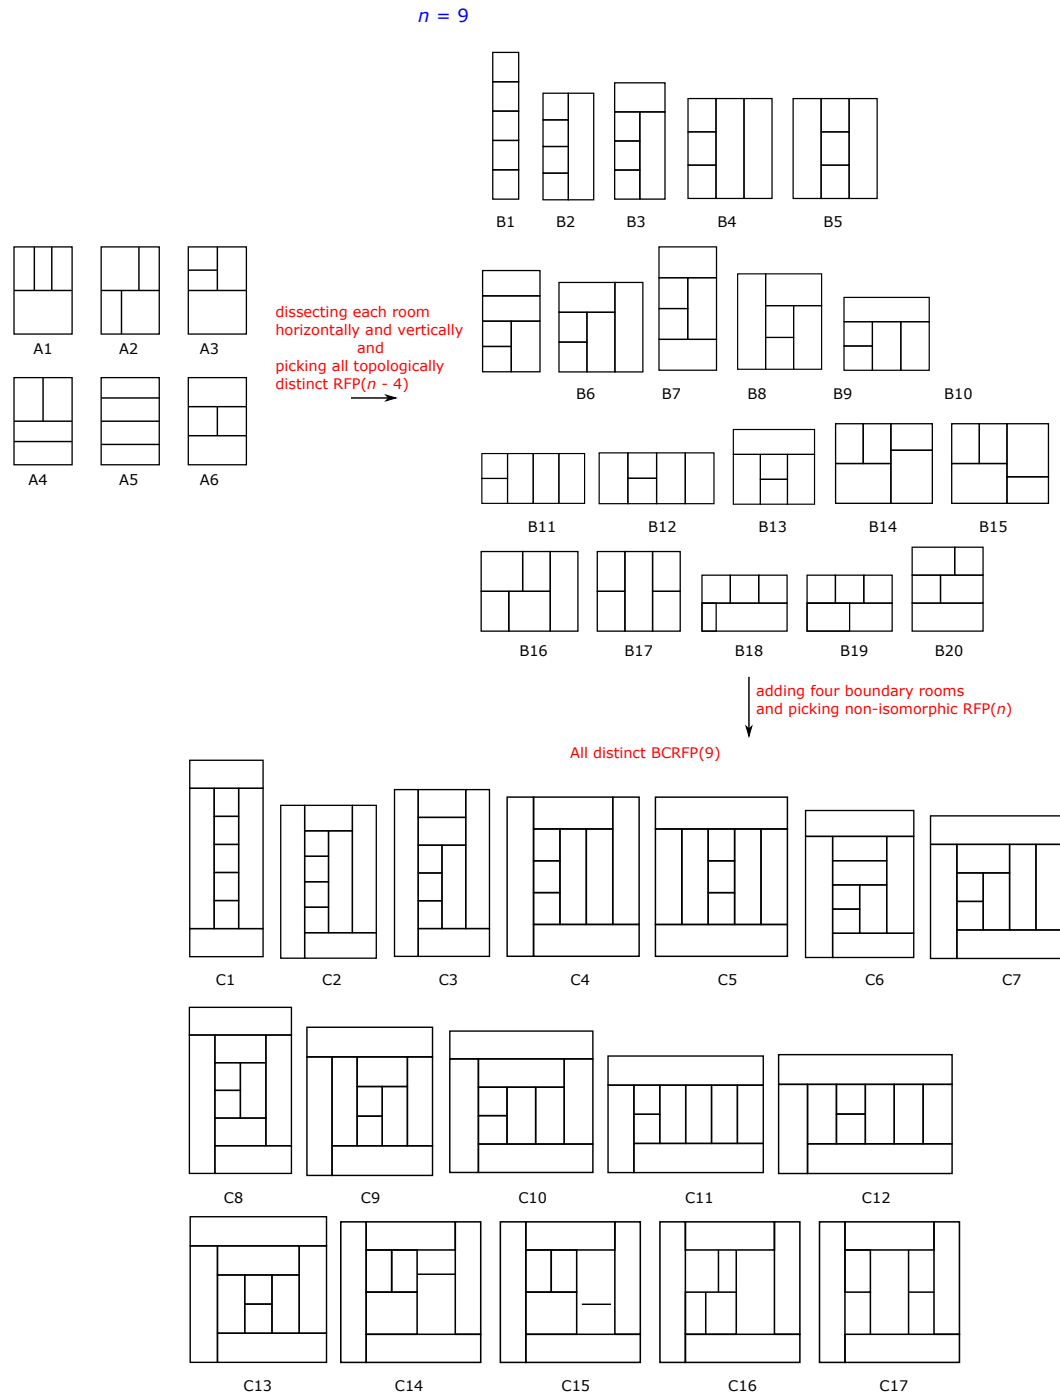 n = 9
B1 B2 B3 B4 B5
A1 A2 A3
dissecting each room
horizontally and vertically
and
picking all topologically
distinct RFP(n - 4)
B6 B7 B8 B9 B10
A4 A5 A6
B11 B12 B13 B14 B15
B16 B17 B18 B19 B20
adding four boundary rooms
and picking non-isomorphic RFP(n)
All distinct BCRFP(9)
C1 C2 C3 C4 C5 C6 C7
C8 C9 C10 C11 C12
C13 C14 C15 C16 C17